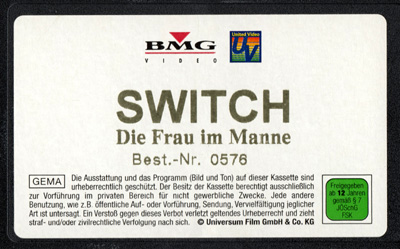 BMG
VIDEO
United Video
UV
SWITCH
Die Frau im Manne
Best.-Nr. 0576
GEMA
Die Ausstattung und das Programm (Bild und Ton) auf dieser Kassette sind
urheberrechtlich geschützt. Der Besitz der Kassette berechtigt ausschließlich
zur Vorführung im privaten Bereich für nicht gewerbliche Zwecke. Jede andere
Benutzung, wie z.B. öffentliche Auf- oder Vorführung, Sendung, Vervielfältigung jeglicher
Art ist untersagt. Ein Verstoß gegen dieses Verbot verletzt geltendes Urheberrecht und zieht
straf- und/oder zivilrechtliche Verfolgung nach sich. © Universum Film GmbH & Co. KG
Freigegeben
ab 12 Jahren
gemäß § 7
JÖSchG
FSK